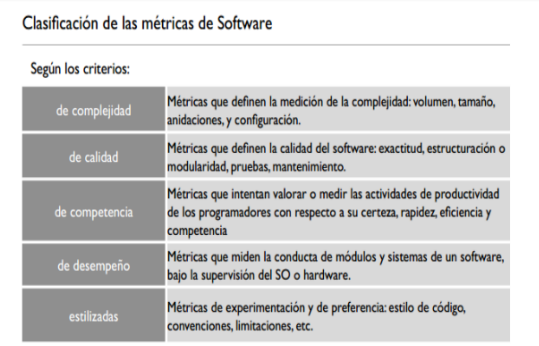 Clasificación de las métricas de Software
Según los criterios:
de complejidad
Métricas que definen la medición de la complejidad: volumen, tamaño,
anidaciones, y configuración.
de calidad
Métricas que definen la calidad del software: exactitud, estructuración o
modularidad, pruebas, mantenimiento.
de competencia
Métricas que intentan valorar o medir las actividades de productividad
de los programadores con respecto a su certeza, rapidez, eficiencia y
competencia
de desempeño
Métricas que miden la conducta de módulos y sistemas de un software,
bajo la supervisión del SO o hardware.
estilizadas
Métricas de experimentación y de preferencia: estilo de código,
convenciones, limitaciones, etc.